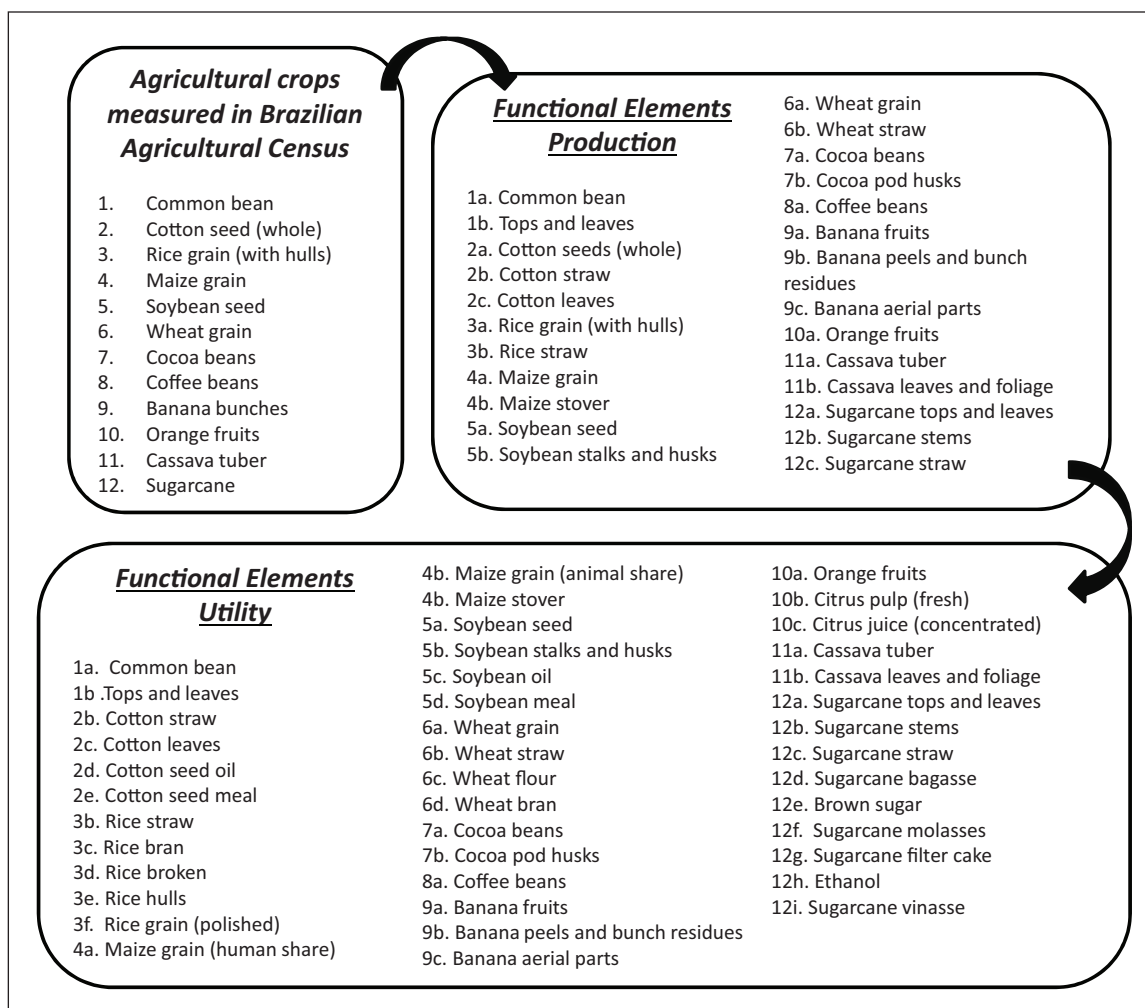 Agricultural crops
measured in Brazilian
Agricultural Census
1. Common bean
2. Cotton seed (whole)
3. Rice grain (with hulls)
4. Maize grain
5. Soybean seed
6. Wheat grain
7. Cocoa beans
8. Coffee beans
9. Banana bunches
10. Orange fruits
11. Cassava tuber
12. Sugarcane
Functional Elements
Production
1a. Common bean
1b. Tops and leaves
2a. Cotton seeds (whole)
2b. Cotton straw
2c. Cotton leaves
3a. Rice grain (with hulls)
3b. Rice straw
4a. Maize grain
4b. Maize stover
5a. Soybean seed
5b. Soybean stalks and husks
6a. Wheat grain
6b. Wheat straw
7a. Cocoa beans
7b. Cocoa pod husks
8a. Coffee beans
9a. Banana fruits
9b. Banana peels and bunch
residues
9c. Banana aerial parts
10a. Orange fruits
11a. Cassava tuber
11b. Cassava leaves and foliage
12a. Sugarcane tops and leaves
12b. Sugarcane stems
12c. Sugarcane straw
Functional Elements
Utility
1a. Common bean
1b .Tops and leaves
2b. Cotton straw
2c. Cotton leaves
2d. Cotton seed oil
2e. Cotton seed meal
3b. Rice straw
3c. Rice bran
3d. Rice broken
3e. Rice hulls
3f. Rice grain (polished)
4a. Maize grain (human share)
4b. Maize grain (animal share)
4b. Maize stover
5a. Soybean seed
5b. Soybean stalks and husks
5c. Soybean oil
5d. Soybean meal
6a. Wheat grain
6b. Wheat straw
6c. Wheat flour
6d. Wheat bran
7a. Cocoa beans
7b. Cocoa pod husks
8a. Coffee beans
9a. Banana fruits
9b. Banana peels and bunch residues
9c. Banana aerial parts
10a. Orange fruits
10b. Citrus pulp (fresh)
10c. Citrus juice (concentrated)
11a. Cassava tuber
11b. Cassava leaves and foliage
12a. Sugarcane tops and leaves
12b. Sugarcane stems
12c. Sugarcane straw
12d. Sugarcane bagasse
12e. Brown sugar
12f. Sugarcane molasses
12g. Sugarcane filter cake
12h. Ethanol
12i. Sugarcane vinasse